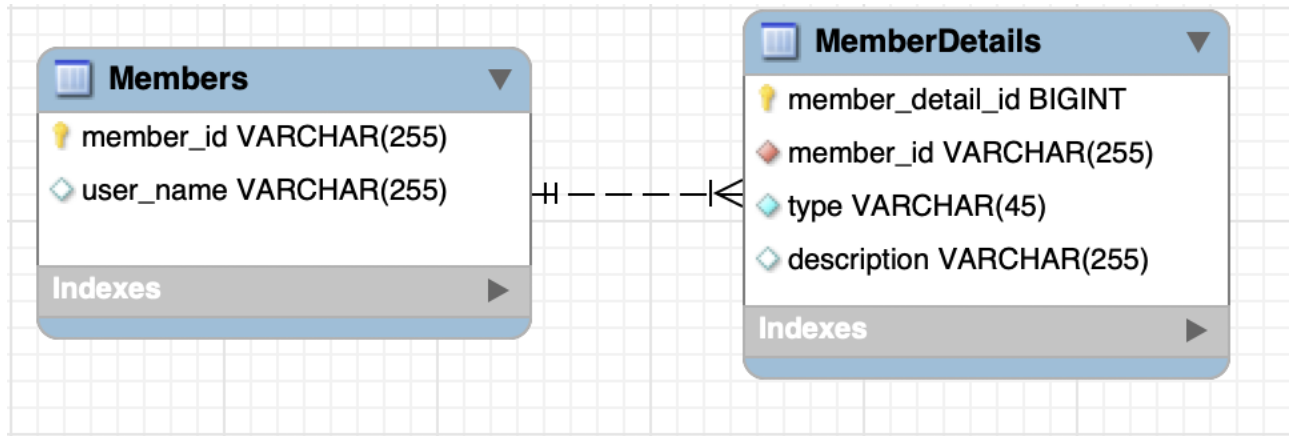 Members
member_id VARCHAR(255)
user_name VARCHAR(255)
Indexes
MemberDetails
member_detail_id BIGINT
member_id VARCHAR(255)
type VARCHAR(45)
description VARCHAR(255)
Indexes